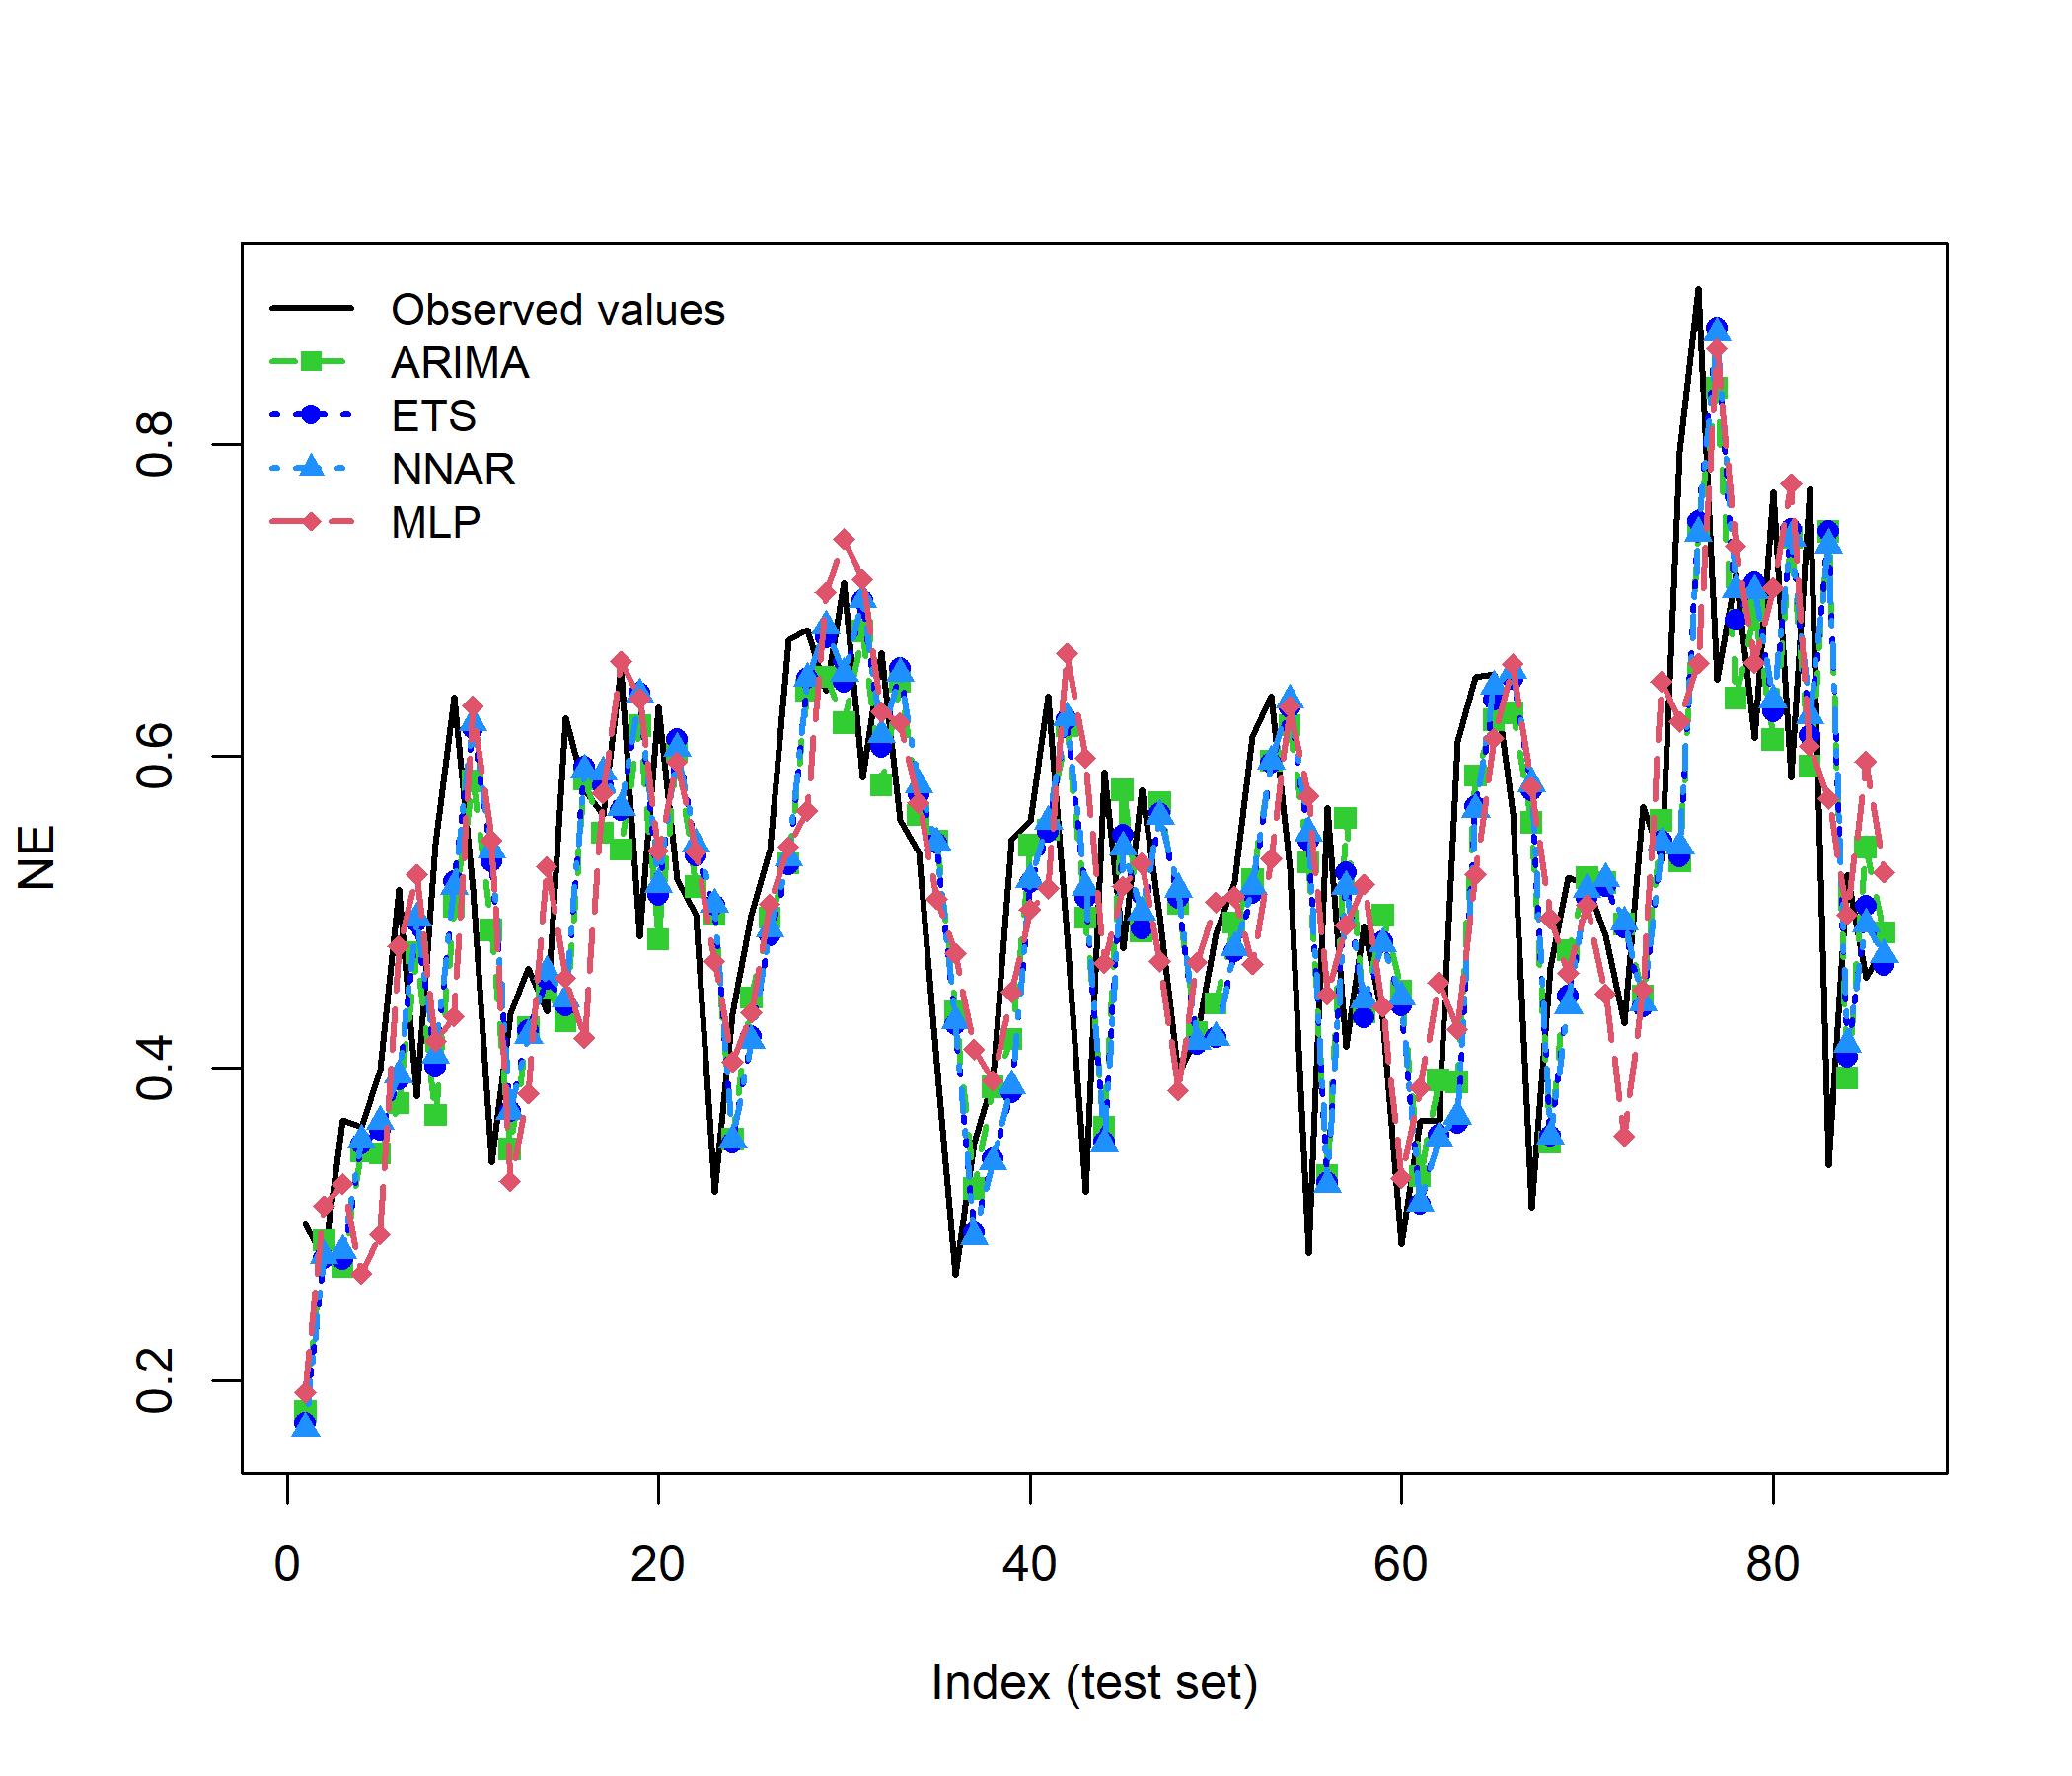 Observed values
ARIMA
ETS
NNAR
MLP
NE
0.8
0.6
0.4
0.2
0 20 40 60 80
Index (test set)